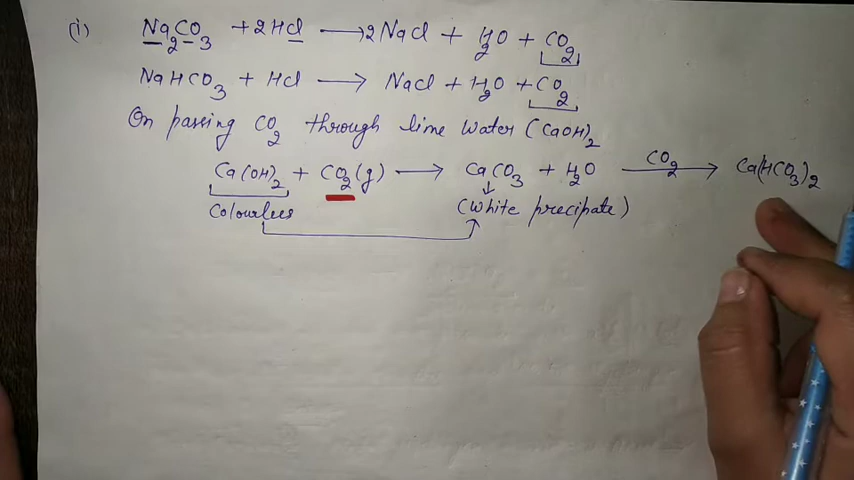 (i) Na2CO3 + 2HCl ⟶ 2NaCl + H2O + CO2
NaHCO3 + HCl ⟶ NaCl + H2O + CO2
On passing CO2 through lime water (CaOH)2
Ca(OH)2 + CO2(g) ⟶ CaCO3 + H2O —CO2→ Ca(HCO3)2
Colourless (White precipate)